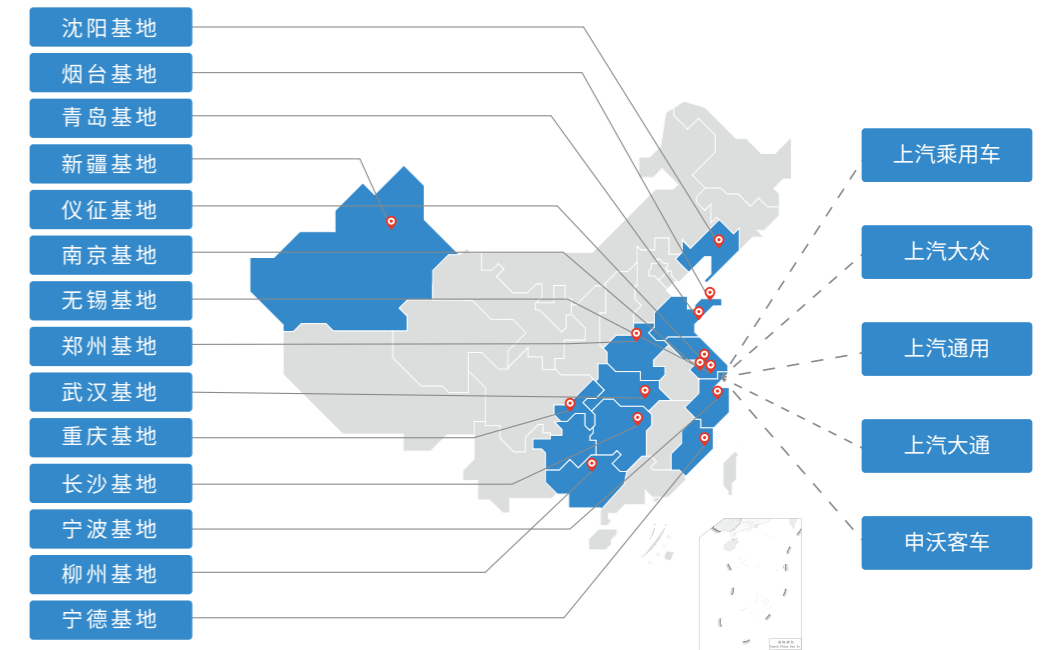 沈阳基地
烟台基地
青岛基地
新疆基地
仪征基地
南京基地
无锡基地
郑州基地
武汉基地
重庆基地
长沙基地
宁波基地
柳州基地
宁德基地
上汽乘用车
上汽大众
上汽通用
上汽大通
申沃客车